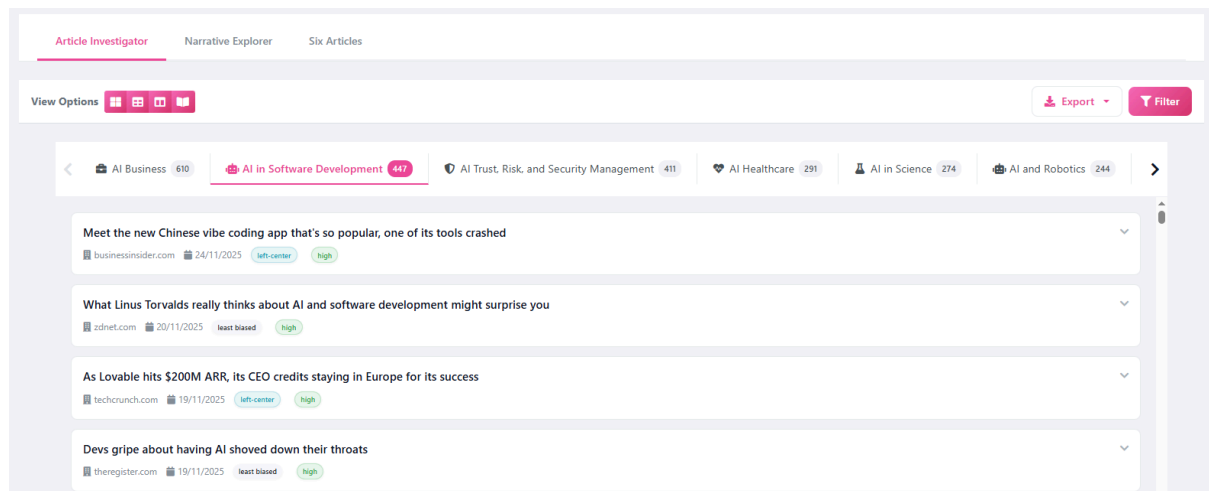 Article Investigator Narrative Explorer Six Articles
View Options Export Filter
AI Business 610 AI in Software Development 447 AI Trust, Risk, and Security Management 411 AI Healthcare 291 AI in Science 274 AI and Robotics 244
Meet the new Chinese vibe coding app that's so popular, one of its tools crashed
businessinsider.com 24/11/2025 left-center high
What Linus Torvalds really thinks about AI and software development might surprise you
zdnet.com 20/11/2025 least biased high
As Lovable hits $200M ARR, its CEO credits staying in Europe for its success
techcrunch.com 19/11/2025 left-center high
Devs gripe about having AI shoved down their throats
theregister.com 19/11/2025 least biased high